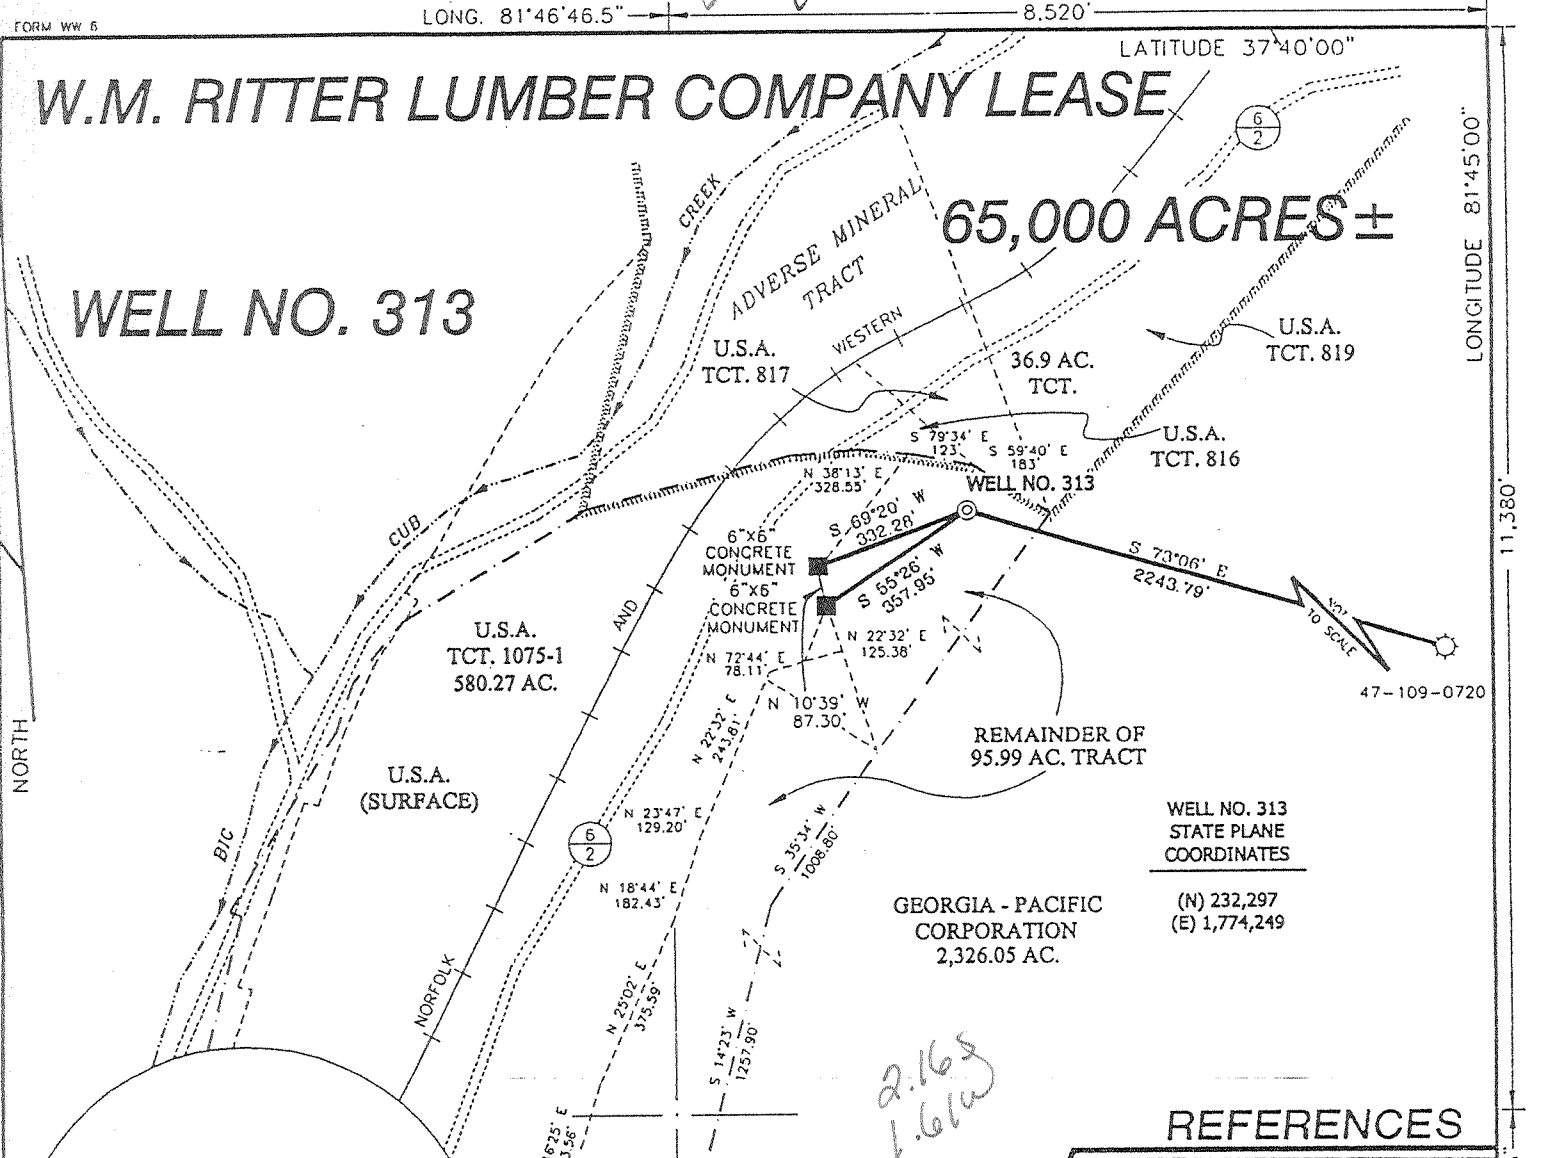 FORM WW 6
LONG. 81°46'46.5"
8,520'
LATITUDE 37°40'00"
W.M. RITTER LUMBER COMPANY LEASE
6
2
LONGITUDE 81°45'00"
CREEK
ADVERSE MINERAL
TRACT
65,000 ACRES±
WELL NO. 313
WESTERN
U.S.A.
TCT. 817
36.9 AC.
TCT.
U.S.A.
TCT. 819
S 79°34' E
123'
S 59°40' E
183'
U.S.A.
TCT. 816
N 38°13' E
328.55'
WELL NO. 313
11,380'
CUB
6"x6"
CONCRETE
MONUMENT
S 69°20' W
332.28'
6"x6"
CONCRETE
MONUMENT
S 55°26' W
357.95'
S 73°06' E
2243.79'
NOT
TO SCALE
47-109-0720
AND
U.S.A.
TCT. 1075-1
580.27 AC.
N 22°32' E
125.38'
N 72°44' E
78.11'
N 10°39' W
87.30'
NORTH
N 22°32' E
243.81'
REMAINDER OF
95.99 AC. TRACT
U.S.A.
(SURFACE)
N 23°47' E
129.20'
BIG
6
2
S 35°34' W
1008.80'
WELL NO. 313
STATE PLANE
COORDINATES
(N) 232,297
(E) 1,774,249
N 18°44' E
182.43'
GEORGIA - PACIFIC
CORPORATION
2,326.05 AC.
NORFOLK
N 25°02' E
375.59'
S 14°23' W
1257.90'
2.16s
1.61w
6°25' E
3.56'
REFERENCES